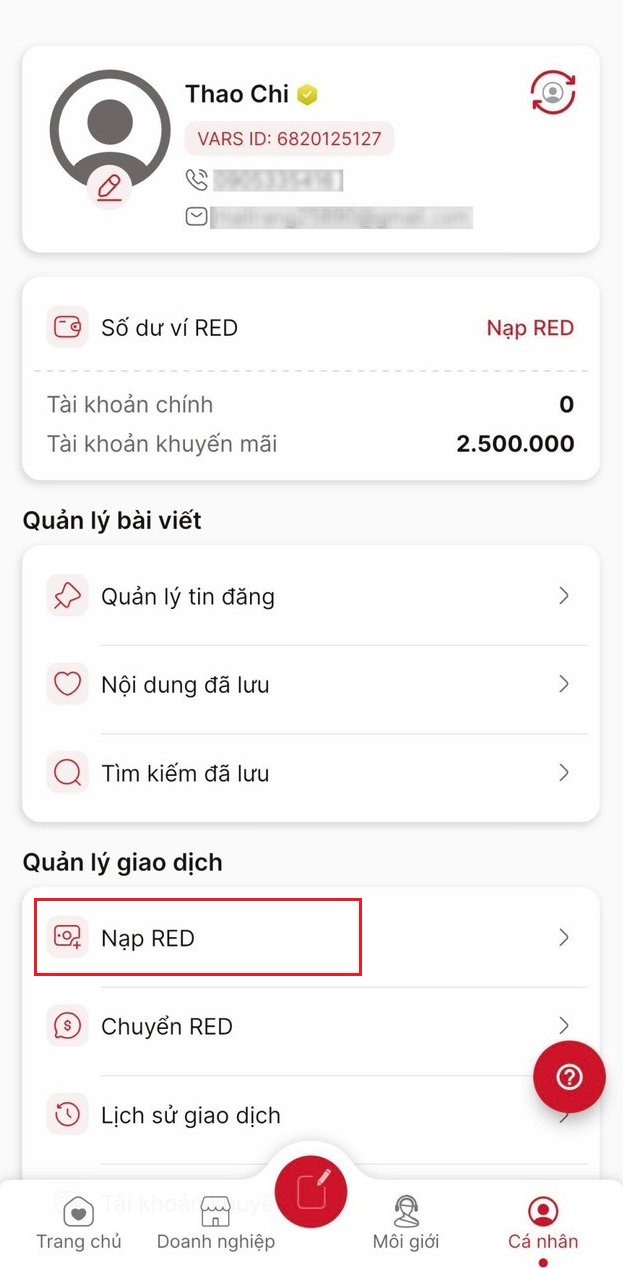 Thao Chi
VARS ID: 6820125127
Số dư ví RED
Nạp RED
Tài khoản chính
0
Tài khoản khuyến mãi
2.500.000
Quản lý bài viết
Quản lý tin đăng
Nội dung đã lưu
Tìm kiếm đã lưu
Quản lý giao dịch
Nạp RED
Chuyển RED
Lịch sử giao dịch
Tài khoản khuyế
Trang chủ
Doanh nghiệp
Môi giới
Cá nhân